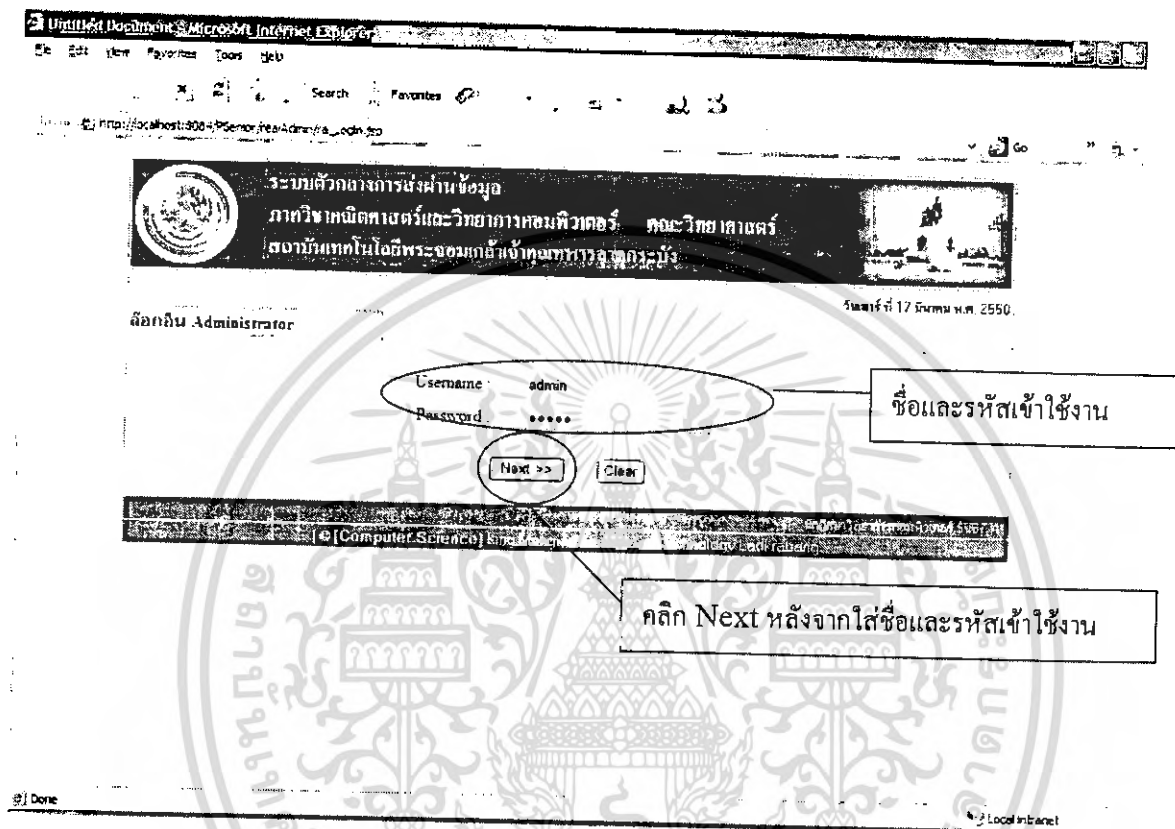 Untitled Document - Microsoft Internet Explorer
File Edit View Favorites Tools Help
Search Favorites
http://localhost:8084/PSenior/
Go
ระบบตัวกลางการส่งผ่านข้อมูล
ภาควิชาคณิตศาสตร์และวิทยาการคอมพิวเตอร์ คณะวิทยาศาสตร์
สถาบันเทคโนโลยีพระจอมเกล้าเจ้าคุณทหารลาดกระบัง
วันเสาร์ที่ 17 มีนาคม พ.ศ. 2550
ล๊อกอิน Administrator
Username : admin
Password : •••••
ชื่อและรหัสเข้าใช้งาน
Next >> Clear
[Computer Science]
คลิก Next หลังจากใส่ชื่อและรหัสเข้าใช้งาน
Done
Local intranet